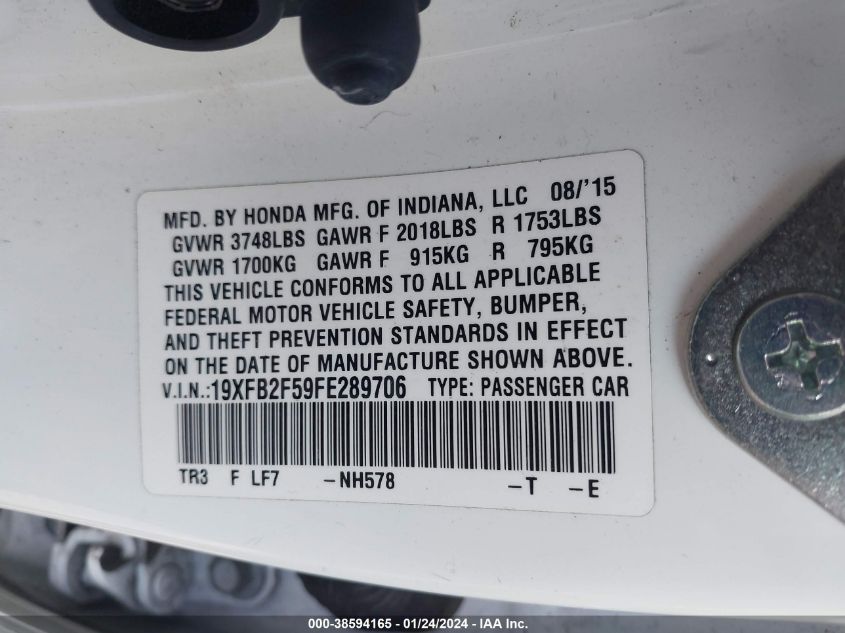 MFD. BY HONDA MFG. OF INDIANA, LLC 08/'15
GVWR 3748LBS GAWR F 2018LBS R 1753LBS
GVWR 1700KG GAWR F 915KG R 795KG
THIS VEHICLE CONFORMS TO ALL APPLICABLE
FEDERAL MOTOR VEHICLE SAFETY, BUMPER,
AND THEFT PREVENTION STANDARDS IN EFFECT
ON THE DATE OF MANUFACTURE SHOWN ABOVE.
V.I.N.:19XFB2F59FE289706 TYPE: PASSENGER CAR
TR3 F LF7 -NH578 -T -E
000-38594165 - 01/24/2024 - IAA Inc.